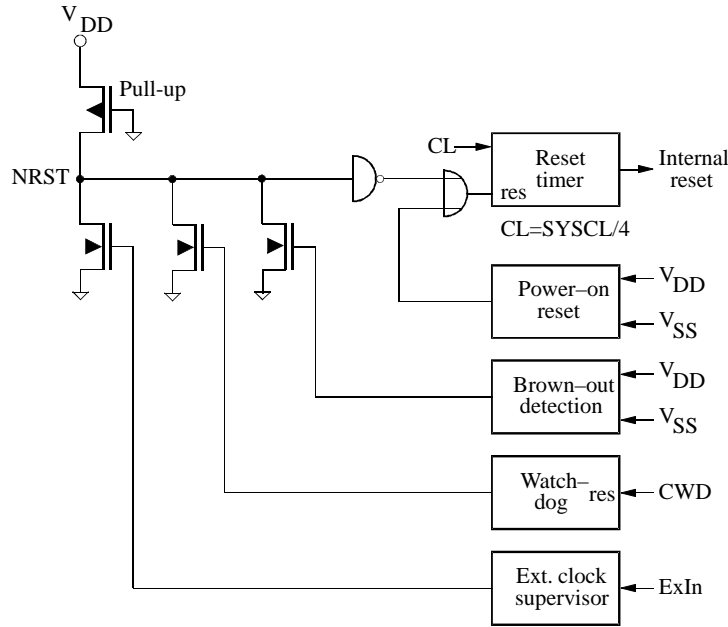 V DD
Pull-up
NRST
CL
Reset
timer
res
Internal
reset
CL=SYSCL/4
Power–on
reset
V DD
V SS
Brown–out
detection
V DD
V SS
Watch–
dog
res
CWD
Ext. clock
supervisor
ExIn